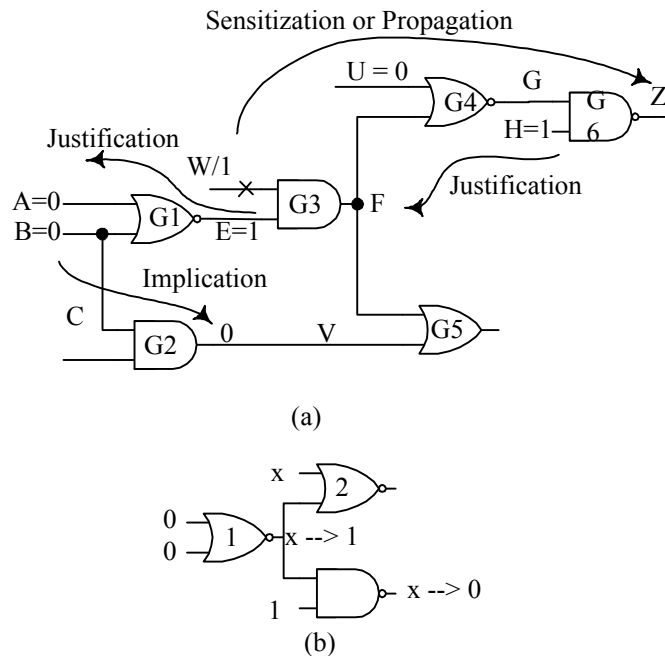 Sensitization or Propagation
U = 0
G4
G
G
6
Z
H=1
Justification
W/1
Justification
G3
F
A=0
B=0
G1
E=1
Implication
C
G2
0
V
G5
(a)
x
2
0
0
1
x --> 1
1
x --> 0
(b)